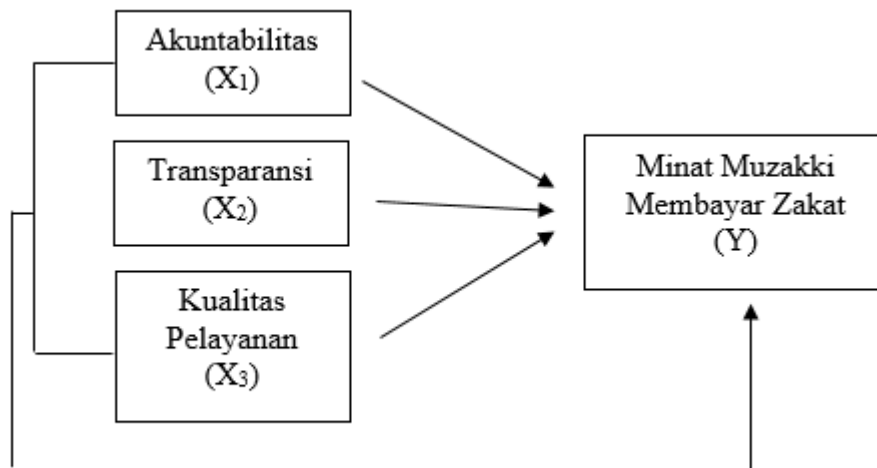 Akuntabilitas
(X₁)
Transparansi
(X₂)
Kualitas
Pelayanan
(X₃)
Minat Muzakki
Membayar Zakat
(Y)